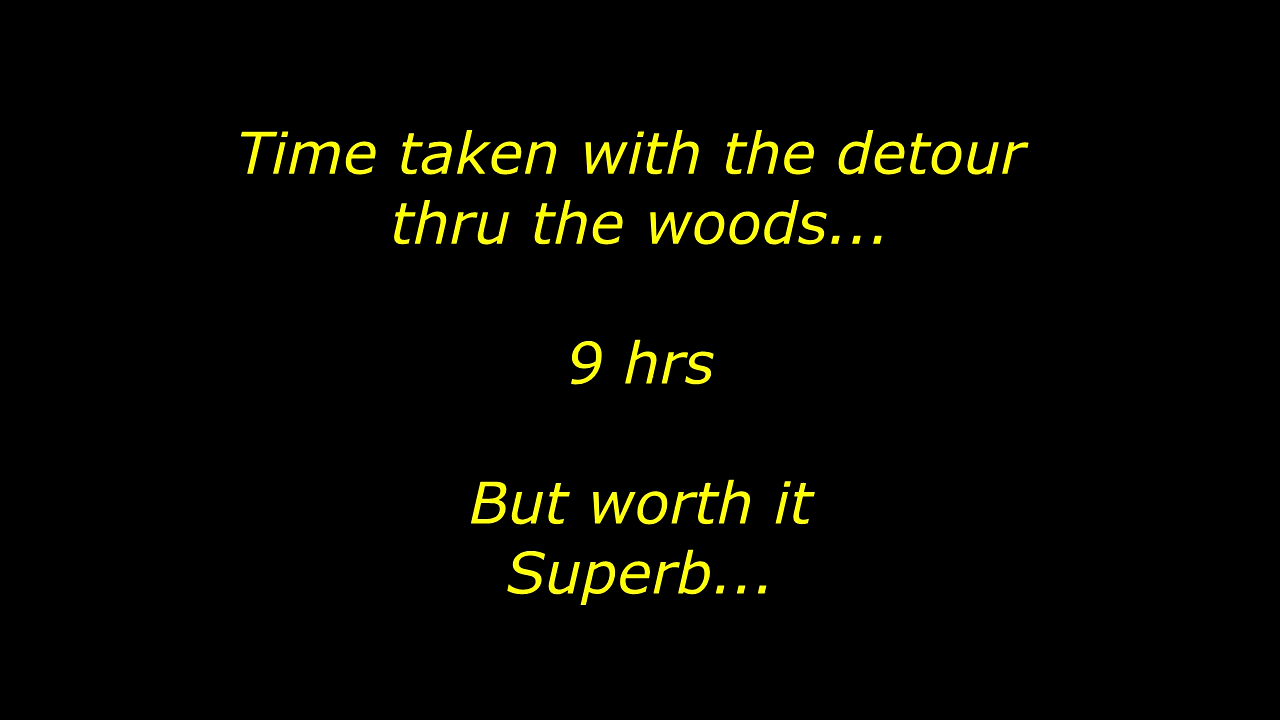 Time taken with the detour
thru the woods...
9 hrs
But worth it
Superb...